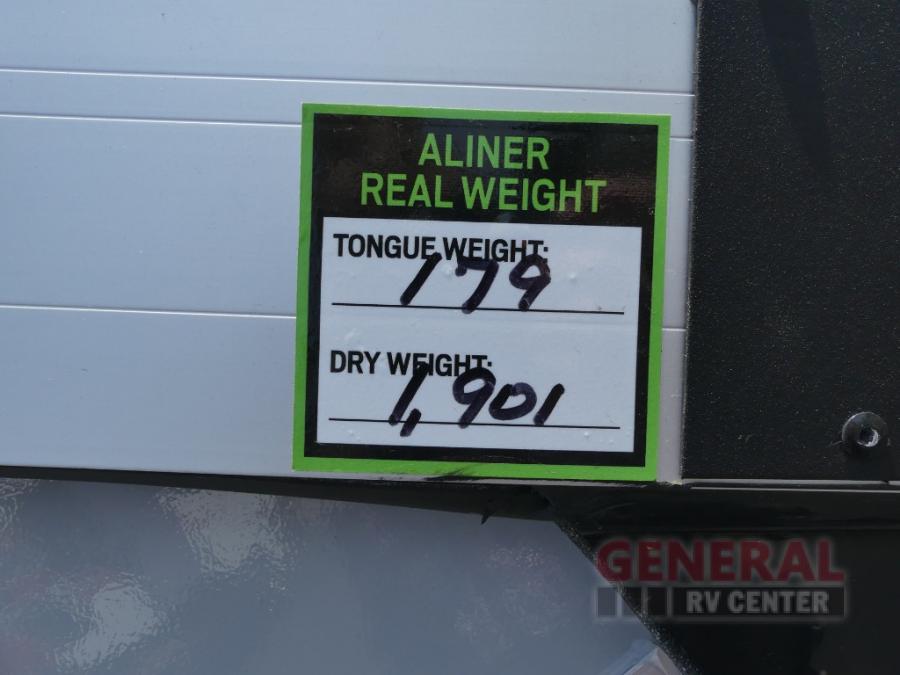 ALINER
REAL WEIGHT
TONGUE WEIGHT:
179
DRY WEIGHT:
1,901
GENERAL
RV CENTER